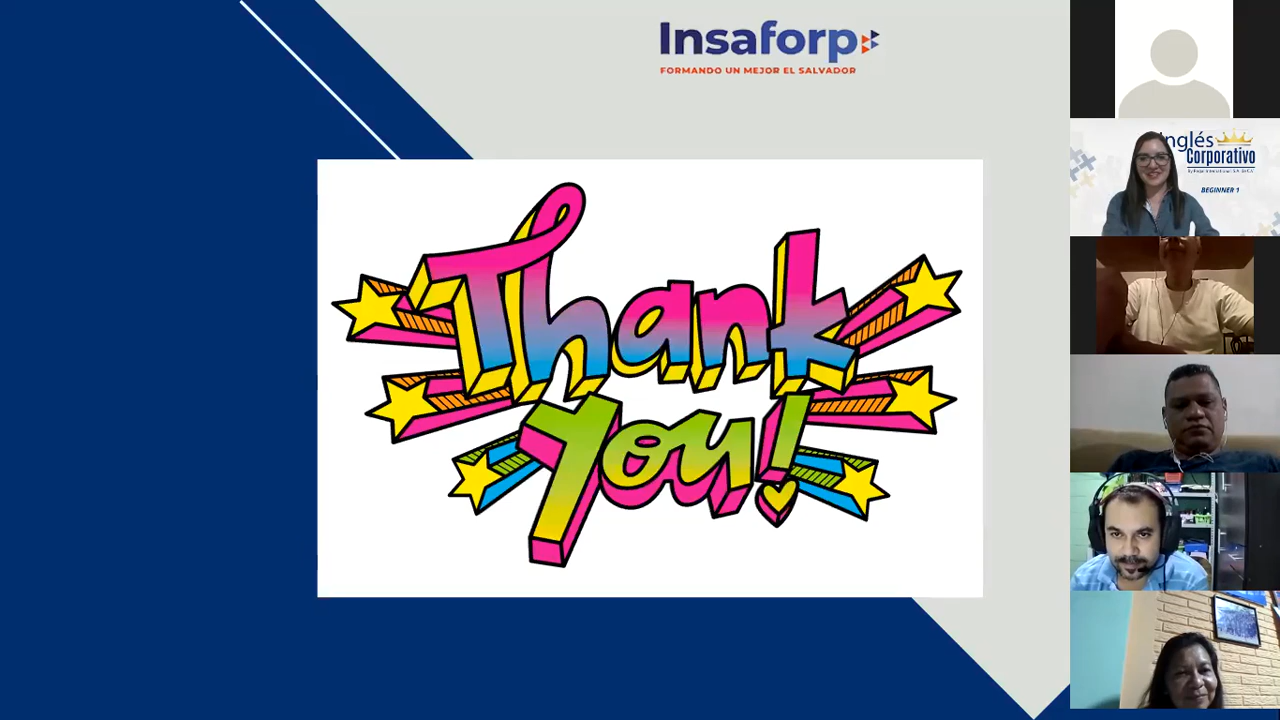 Insaforp
FORMANDO UN MEJOR EL SALVADOR
Thank
You!
Inglés
Corporativo
BEGINNER 1